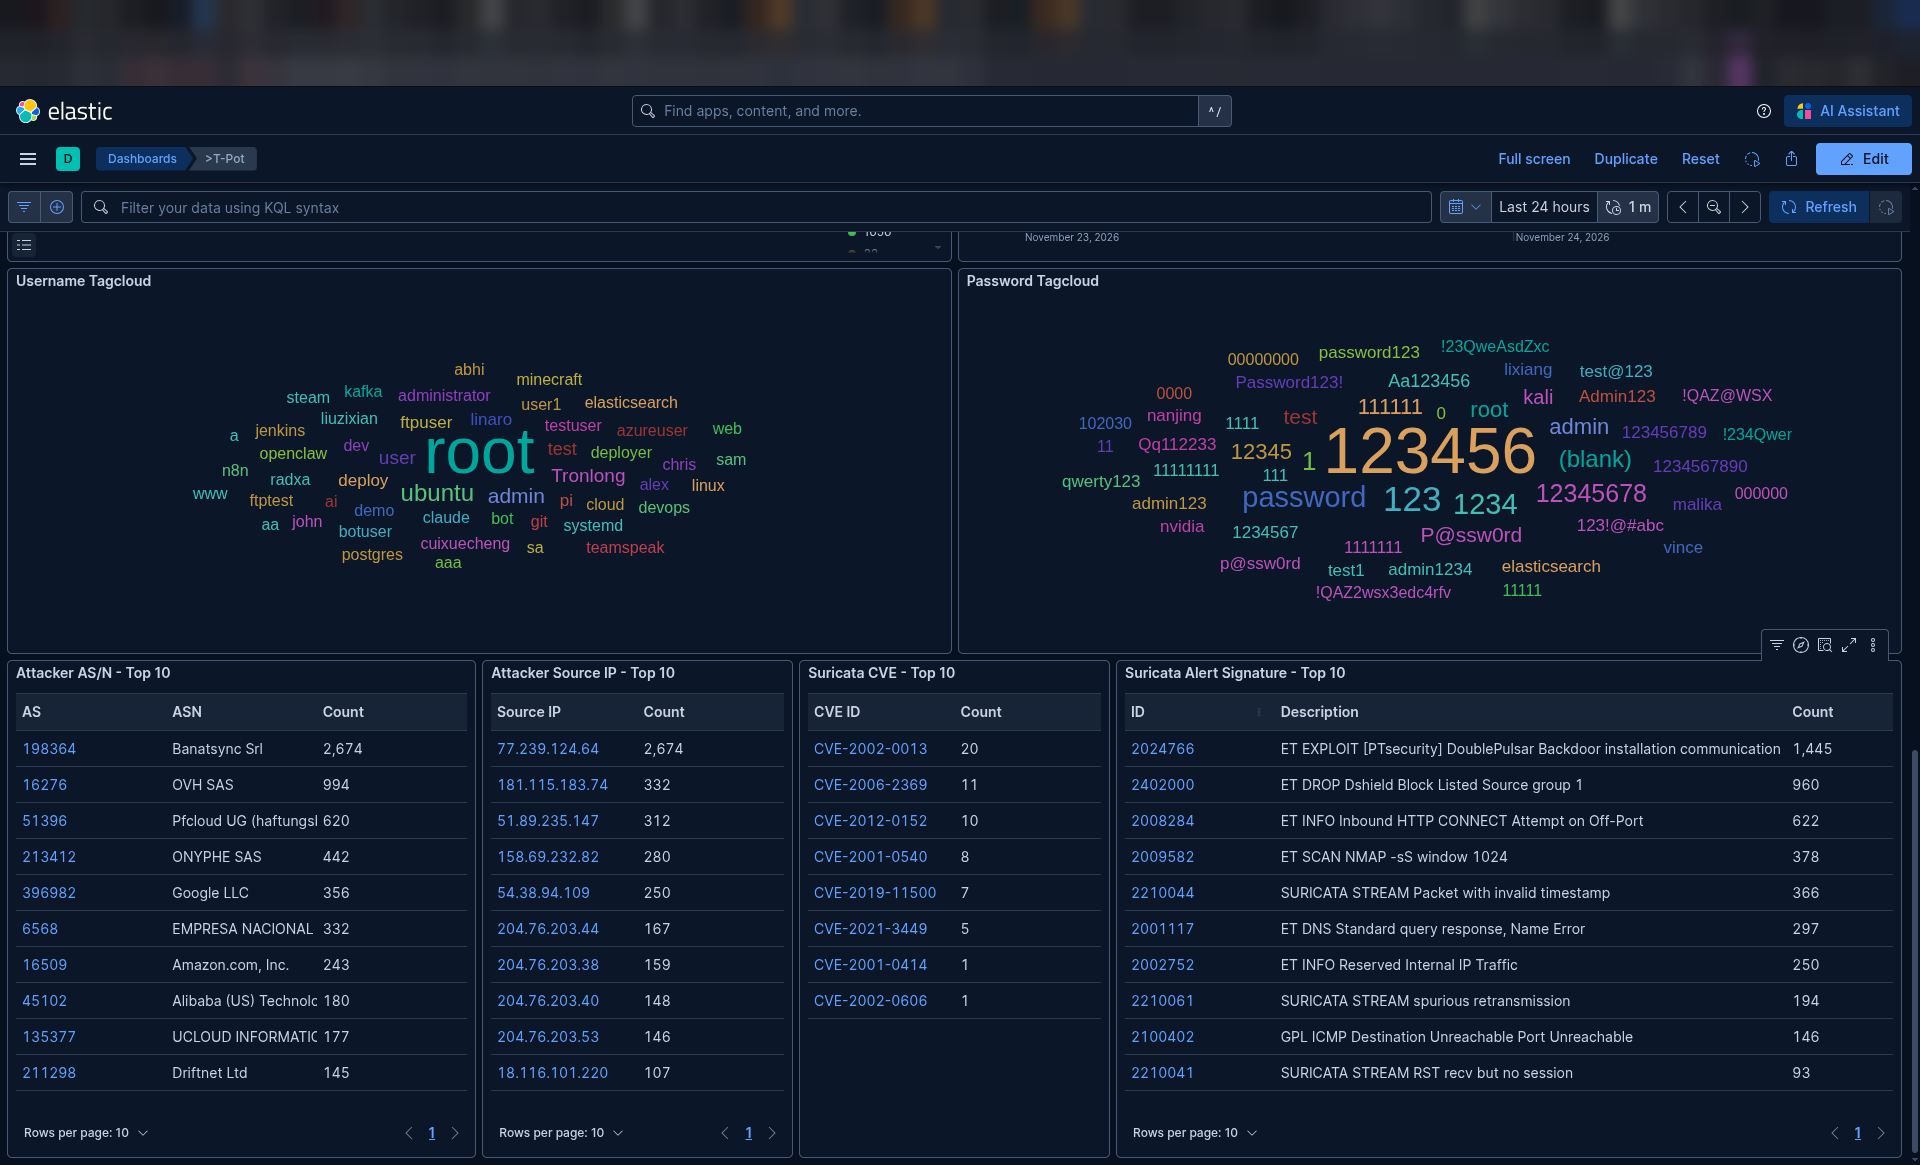 elastic
Find apps, content, and more.
^ /
AI Assistant
D
Dashboards
>T-Pot
Full screen
Duplicate
Reset
Edit
Filter your data using KQL syntax
Last 24 hours
1 m
Refresh
November 23, 2026
November 24, 2026
Username Tagcloud
abhi
minecraft
steam
kafka
administrator
user1
elasticsearch
liuzixian
ftpuser
linaro
testuser
azureuser
web
a
jenkins
dev
root
test
deployer
openclaw
user
chris
sam
n8n
radxa
deploy
Tronlong
alex
linux
www
ftptest
ai
ubuntu
admin
pi
cloud
devops
demo
aa
john
claude
bot
git
systemd
botuser
cuixuecheng
sa
teamspeak
postgres
aaa
Password Tagcloud
!23QweAsdZxc
00000000
password123
lixiang
test@123
Password123!
Aa123456
0000
kali
Admin123
!QAZ@WSX
111111
0
root
nanjing
102030
1111
test
admin
123456789
!234Qwer
11
Qq112233
12345
1
123456
(blank)
1234567890
11111111
111
qwerty123
password
123
1234
12345678
malika
000000
admin123
nvidia
1234567
P@ssw0rd
123!@#abc
1111111
vince
p@ssw0rd
test1
admin1234
elasticsearch
!QAZ2wsx3edc4rfv
11111
Attacker AS/N - Top 10
AS ASN Count
198364 Banatsync Srl 2,674
16276 OVH SAS 994
51396 Pfcloud UG (haftungsl 620
213412 ONYPHE SAS 442
396982 Google LLC 356
6568 EMPRESA NACIONAL 332
16509 Amazon.com, Inc. 243
45102 Alibaba (US) Technolc 180
135377 UCLOUD INFORMATIC 177
211298 Driftnet Ltd 145
Rows per page: 10
1
Attacker Source IP - Top 10
Source IP Count
77.239.124.64 2,674
181.115.183.74 332
51.89.235.147 312
158.69.232.82 280
54.38.94.109 250
204.76.203.44 167
204.76.203.38 159
204.76.203.40 148
204.76.203.53 146
18.116.101.220 107
Rows per page: 10
1
Suricata CVE - Top 10
CVE ID Count
CVE-2002-0013 20
CVE-2006-2369 11
CVE-2012-0152 10
CVE-2001-0540 8
CVE-2019-11500 7
CVE-2021-3449 5
CVE-2001-0414 1
CVE-2002-0606 1
Suricata Alert Signature - Top 10
ID Description Count
2024766 ET EXPLOIT [PTsecurity] DoublePulsar Backdoor installation communication 1,445
2402000 ET DROP Dshield Block Listed Source group 1 960
2008284 ET INFO Inbound HTTP CONNECT Attempt on Off-Port 622
2009582 ET SCAN NMAP -sS window 1024 378
2210044 SURICATA STREAM Packet with invalid timestamp 366
2001117 ET DNS Standard query response, Name Error 297
2002752 ET INFO Reserved Internal IP Traffic 250
2210061 SURICATA STREAM spurious retransmission 194
2100402 GPL ICMP Destination Unreachable Port Unreachable 146
2210041 SURICATA STREAM RST recv but no session 93
Rows per page: 10
1